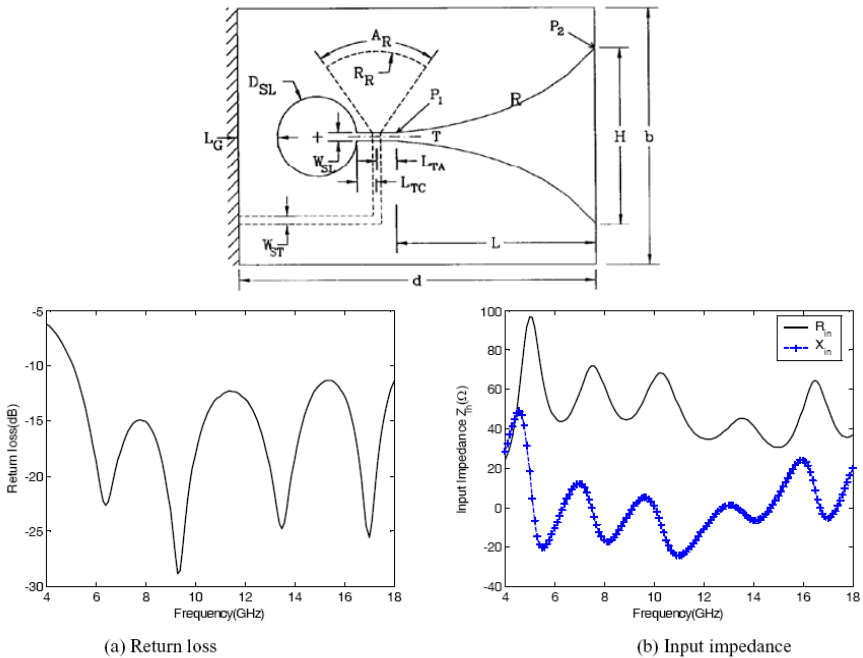 A_R
P_2
R_R
D_SL
P_1
R
L_G
W_SL
T
H
b
L_TA
L_TC
W_ST
L
d
-5
-10
-15
-20
-25
-30
Return loss(dB)
4 6 8 10 12 14 16 18
Frequency(GHz)
(a) Return loss
100
80
60
40
20
0
-20
-40
Input Impedance Z_in(Ω)
R_in
X_in
4 6 8 10 12 14 16 18
Frequency(GHz)
(b) Input impedance